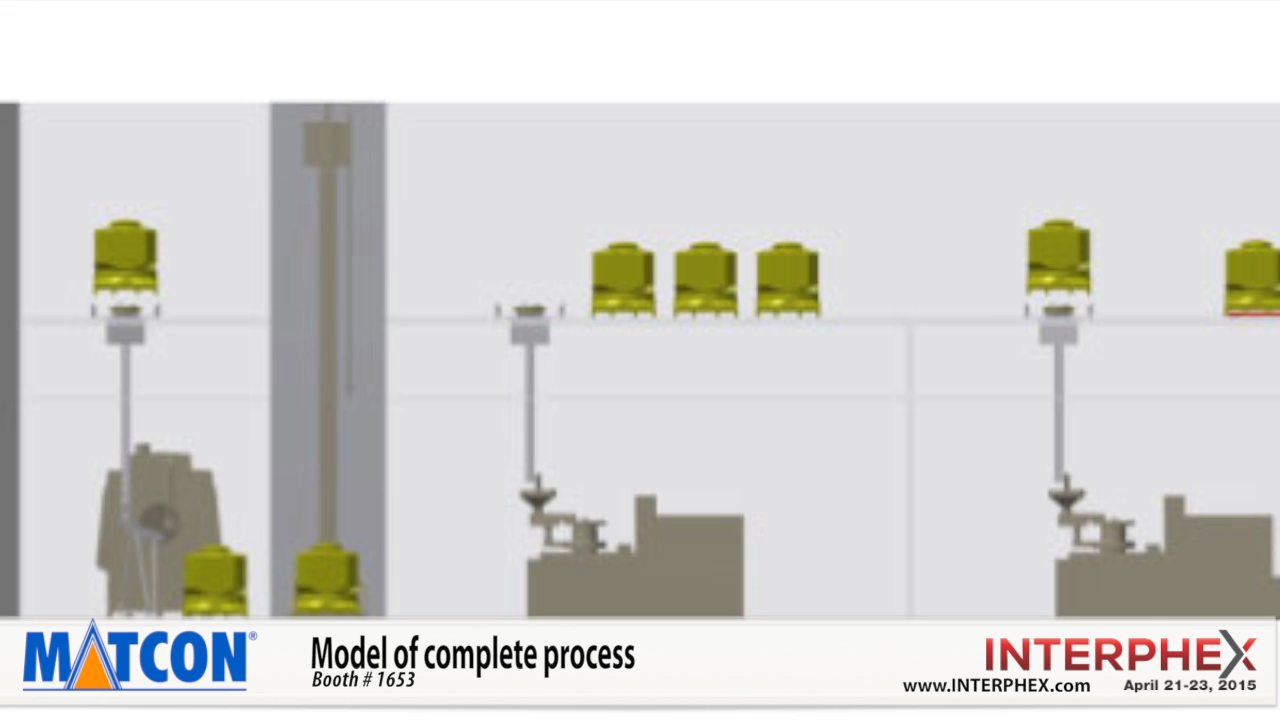 MATCON®
Model of complete process
Booth # 1653
INTERPHEX
www.INTERPHEX.com
April 21-23, 2015